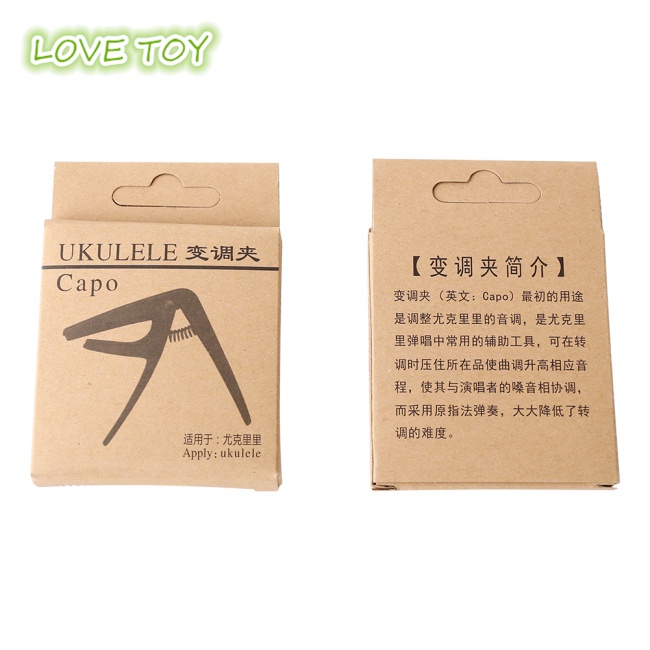 LOVE TOY
UKULELE 变调夹
Capo
适用于：尤克里里
Apply: ukulele
【变调夹简介】
变调夹（英文：Capo）最初的用途
是调整尤克里里的音调，是尤克里
里弹唱中常用的辅助工具，可在转
调时压住所在品使曲调升高相应音
程，使其与演唱者的嗓音相协调，
而采用原指法弹奏，大大降低了转
调的难度。